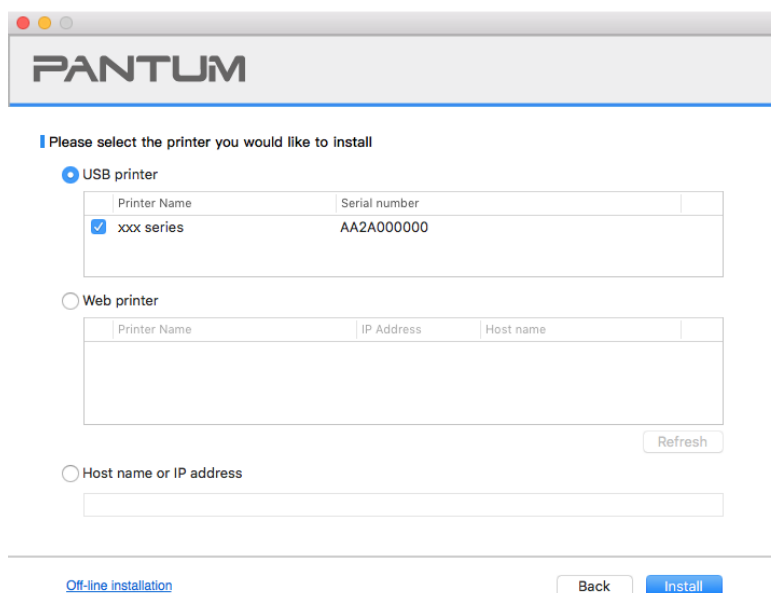 PANTUM
Please select the printer you would like to install
USB printer
Printer Name Serial number
xxx series AA2A000000
Web printer
Printer Name IP Address Host name
Refresh
Host name or IP address
Off-line installation Back Install